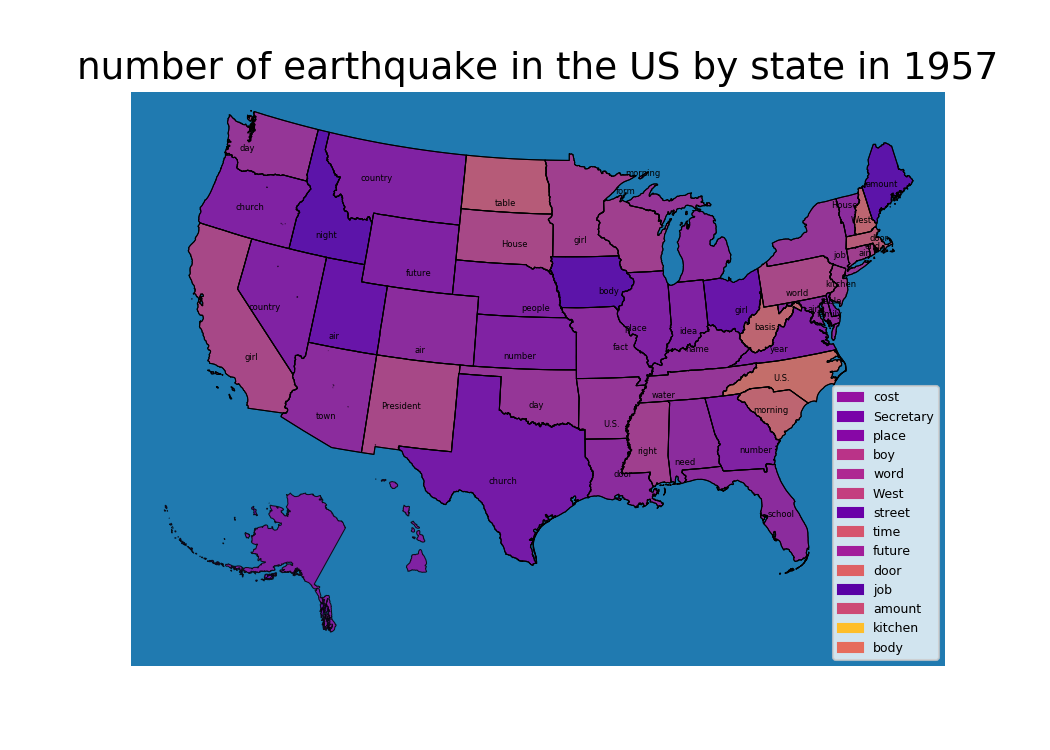 number of earthquake in the US by state in 1957
morning
day
country
form
amount
table
House
church
West
night
House
girl
door
job
air
future
kitchen
body
world
country
people
girl
basis
air
place
idea
fact
name
year
air
number
girl
U.S.
water
President
day
morning
town
U.S.
right
number
need
door
church
school
cost
Secretary
place
boy
word
West
street
time
future
door
job
amount
kitchen
body